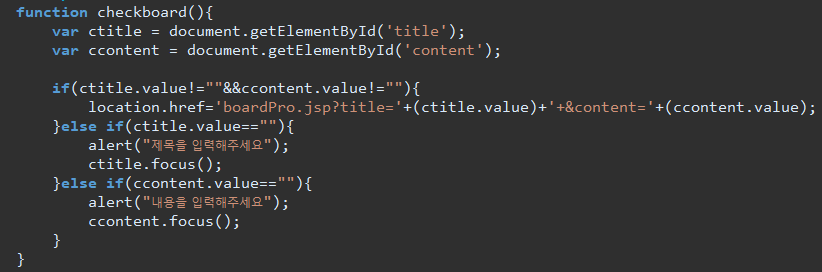 function checkboard(){
var ctitle = document.getElementById('title');
var ccontent = document.getElementById('content');
if(ctitle.value!=""&&ccontent.value!=""){
location.href='boardPro.jsp?title='+(ctitle.value)+'+&content='+(ccontent.value);
}else if(ctitle.value==""){
alert("제목을 입력해주세요");
ctitle.focus();
}else if(ccontent.value==""){
alert("내용을 입력해주세요");
ccontent.focus();
}
}